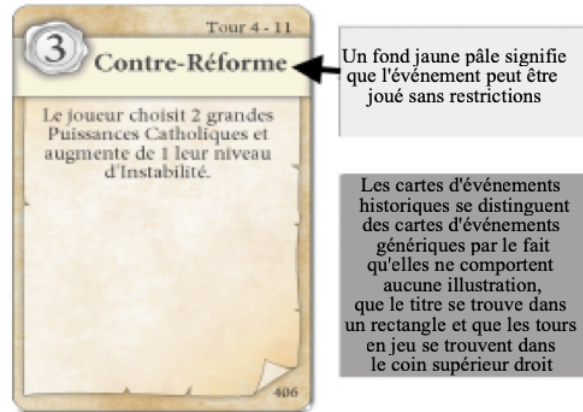 Tour 4 - 11
3
Contre-Réforme
Le joueur choisit 2 grandes
Puissances Catholiques et
augmente de 1 leur niveau
d'Instabilité.
406
Un fond jaune pâle signifie
que l'événement peut être
joué sans restrictions
Les cartes d'événements
historiques se distinguent
des cartes d'événements
génériques par le fait
qu'elles ne comportent
aucune illustration,
que le titre se trouve dans
un rectangle et que les tours
en jeu se trouvent dans
le coin supérieur droit